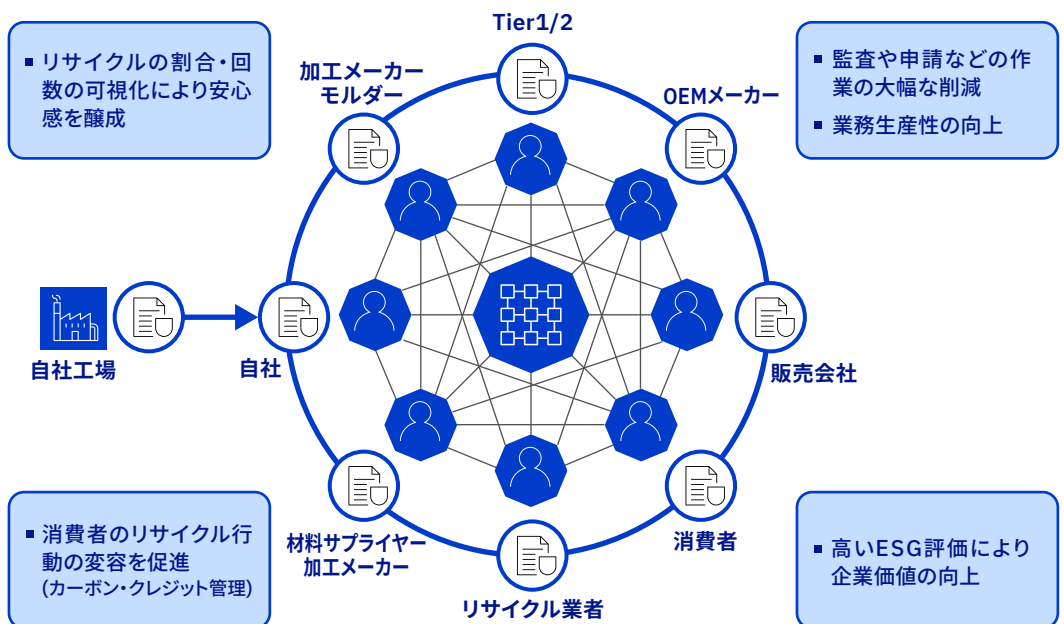 Tier1/2
■ リサイクルの割合・回
数の可視化により安心
感を醸成
加工メーカー
モルダー
OEMメーカー
■ 監査や申請などの作
業の大幅な削減
■ 業務生産性の向上
自社工場
自社
販売会社
■ 消費者のリサイクル行
動の変容を促進
(カーボン・クレジット管理)
材料サプライヤー
加工メーカー
リサイクル業者
消費者
■ 高いESG評価により
企業価値の向上